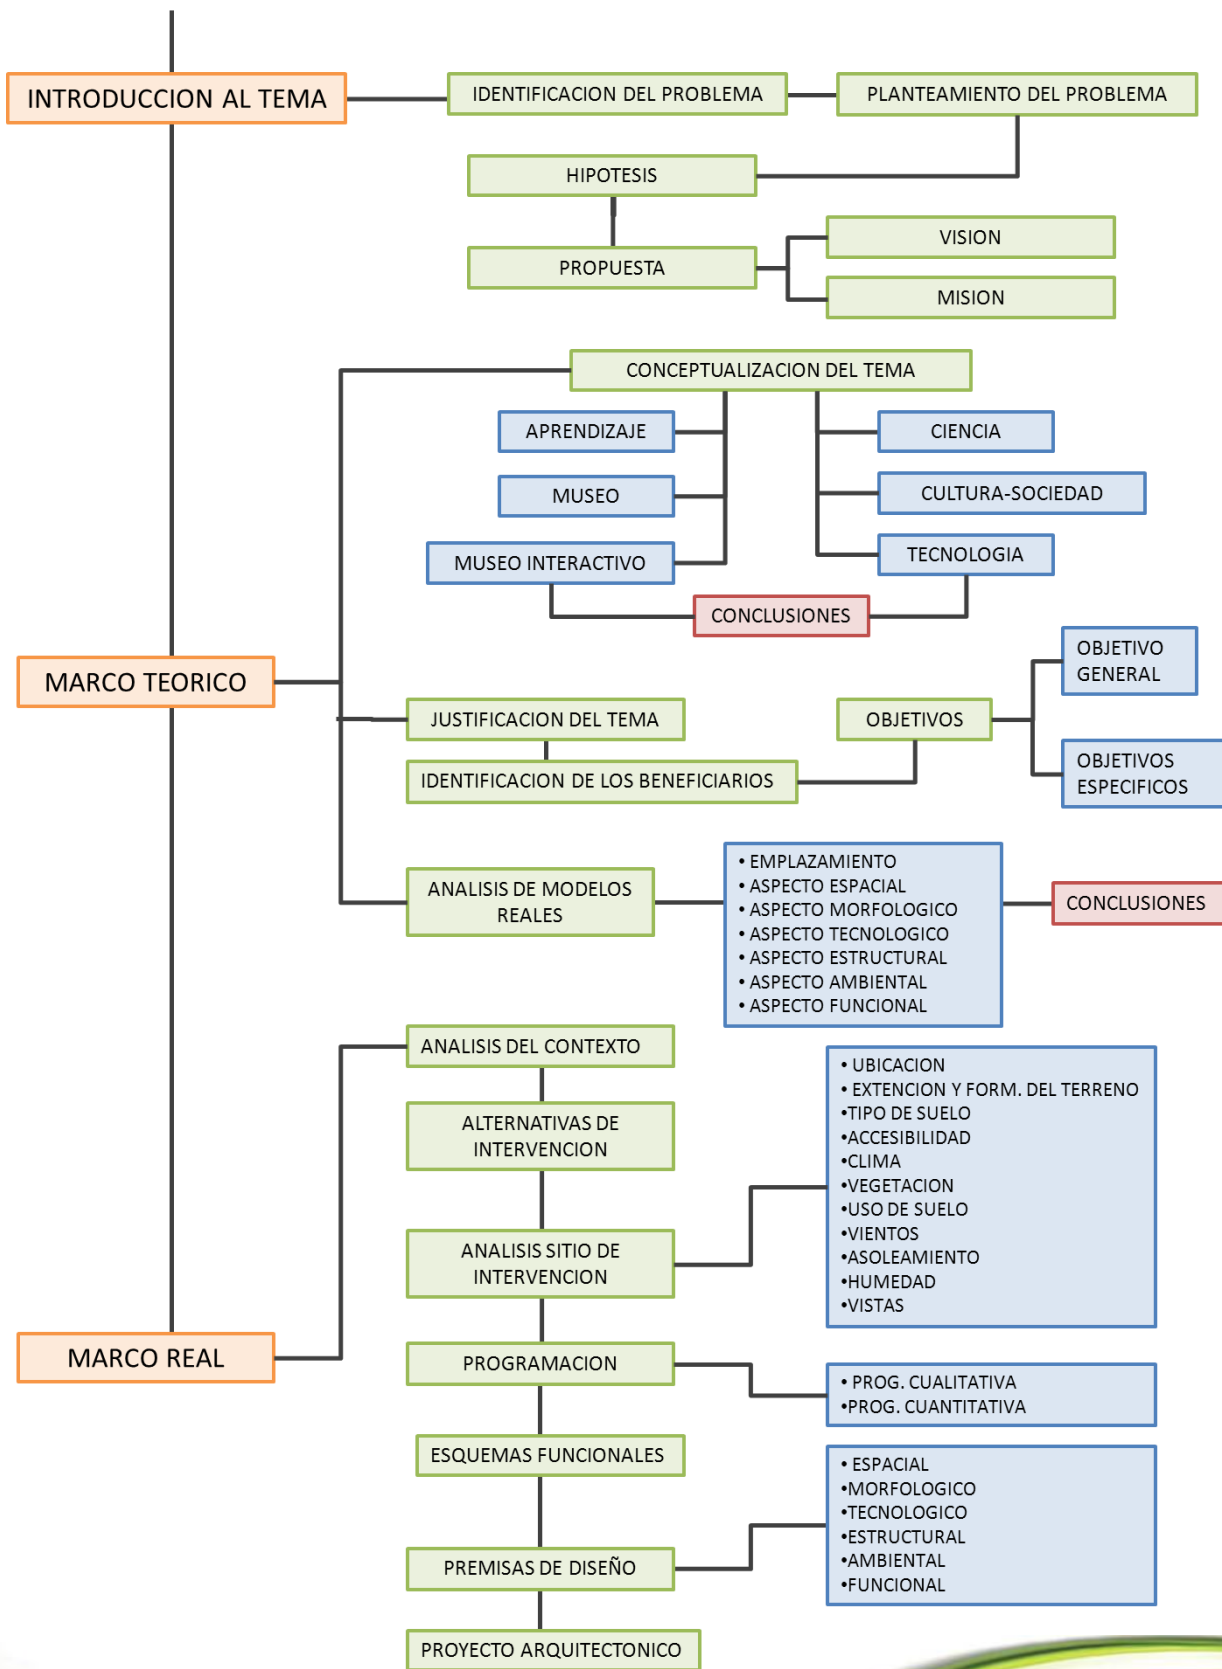 INTRODUCCION AL TEMA
IDENTIFICACION DEL PROBLEMA
PLANTEAMIENTO DEL PROBLEMA
HIPOTESIS
PROPUESTA
VISION
MISION
CONCEPTUALIZACION DEL TEMA
APRENDIZAJE
CIENCIA
MUSEO
CULTURA-SOCIEDAD
MUSEO INTERACTIVO
TECNOLOGIA
CONCLUSIONES
MARCO TEORICO
JUSTIFICACION DEL TEMA
IDENTIFICACION DE LOS BENEFICIARIOS
OBJETIVOS
OBJETIVO
GENERAL
OBJETIVOS
ESPECIFICOS
ANALISIS DE MODELOS
REALES
• EMPLAZAMIENTO
• ASPECTO ESPACIAL
• ASPECTO MORFOLOGICO
• ASPECTO TECNOLOGICO
• ASPECTO ESTRUCTURAL
• ASPECTO AMBIENTAL
• ASPECTO FUNCIONAL
CONCLUSIONES
MARCO REAL
ANALISIS DEL CONTEXTO
ALTERNATIVAS DE
INTERVENCION
ANALISIS SITIO DE
INTERVENCION
• UBICACION
• EXTENCION Y FORM. DEL TERRENO
•TIPO DE SUELO
•ACCESIBILIDAD
•CLIMA
•VEGETACION
•USO DE SUELO
•VIENTOS
•ASOLEAMIENTO
•HUMEDAD
•VISTAS
PROGRAMACION
• PROG. CUALITATIVA
•PROG. CUANTITATIVA
ESQUEMAS FUNCIONALES
PREMISAS DE DISEÑO
• ESPACIAL
•MORFOLOGICO
•TECNOLOGICO
•ESTRUCTURAL
•AMBIENTAL
•FUNCIONAL
PROYECTO ARQUITECTONICO